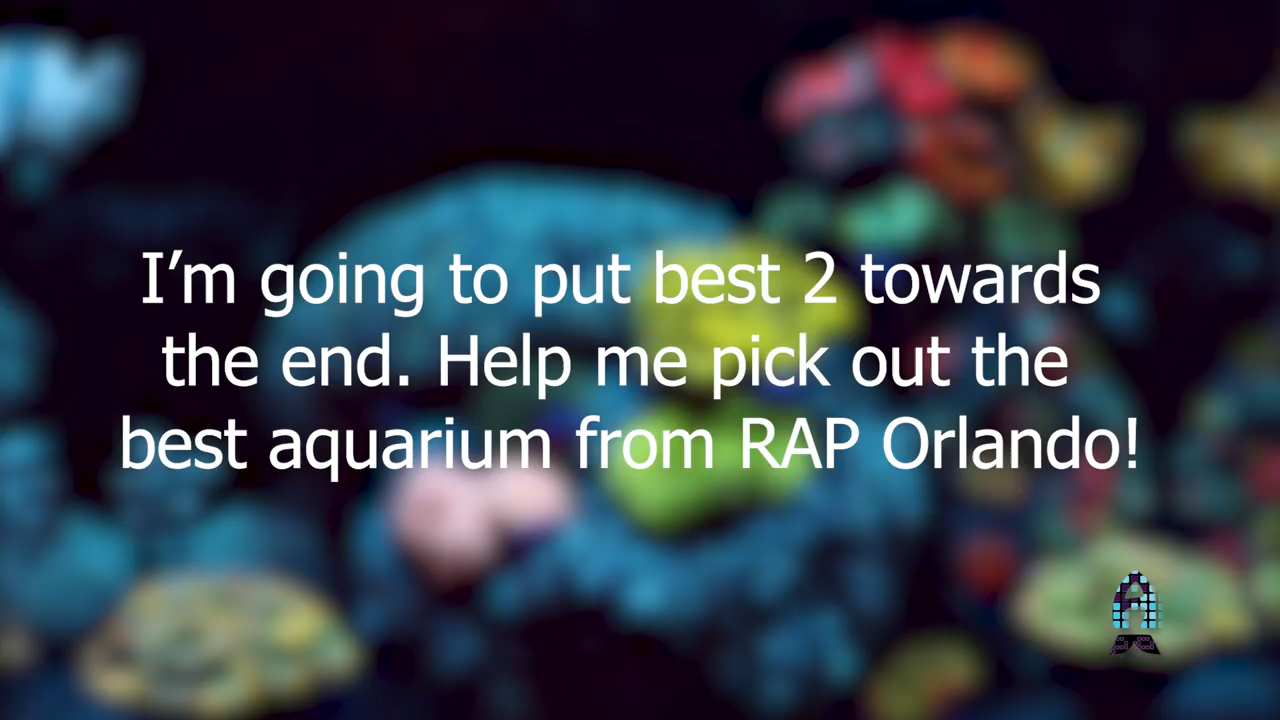 I’m going to put best 2 towards
the end. Help me pick out the
best aquarium from RAP Orlando!